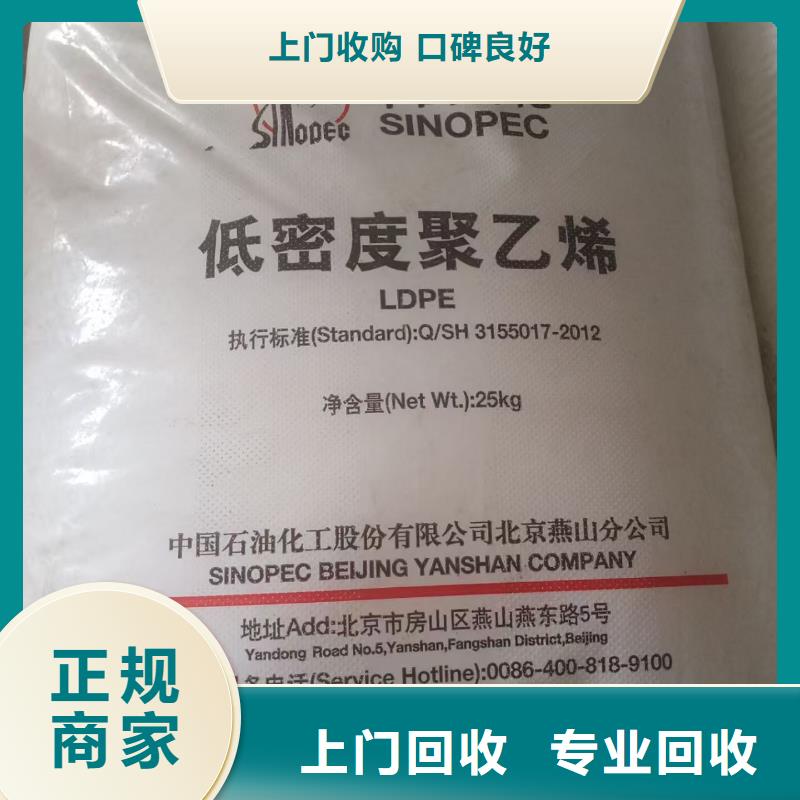 上门收购 口碑良好
Sinopec SINOPEC
低密度聚乙烯
LDPE
执行标准(Standard):Q/SH 3155017-2012
净含量(Net Wt.):25kg
中国石油化工股份有限公司北京燕山分公司
SINOPEC BEIJING YANSHAN COMPANY
地址Add:北京市房山区燕山燕东路5号
Yandong Road No.5,Yanshan,Fangshan District,Beijing
电话(Service Hotline):0086-400-818-9100
正规
商家
上门回收 专业回收